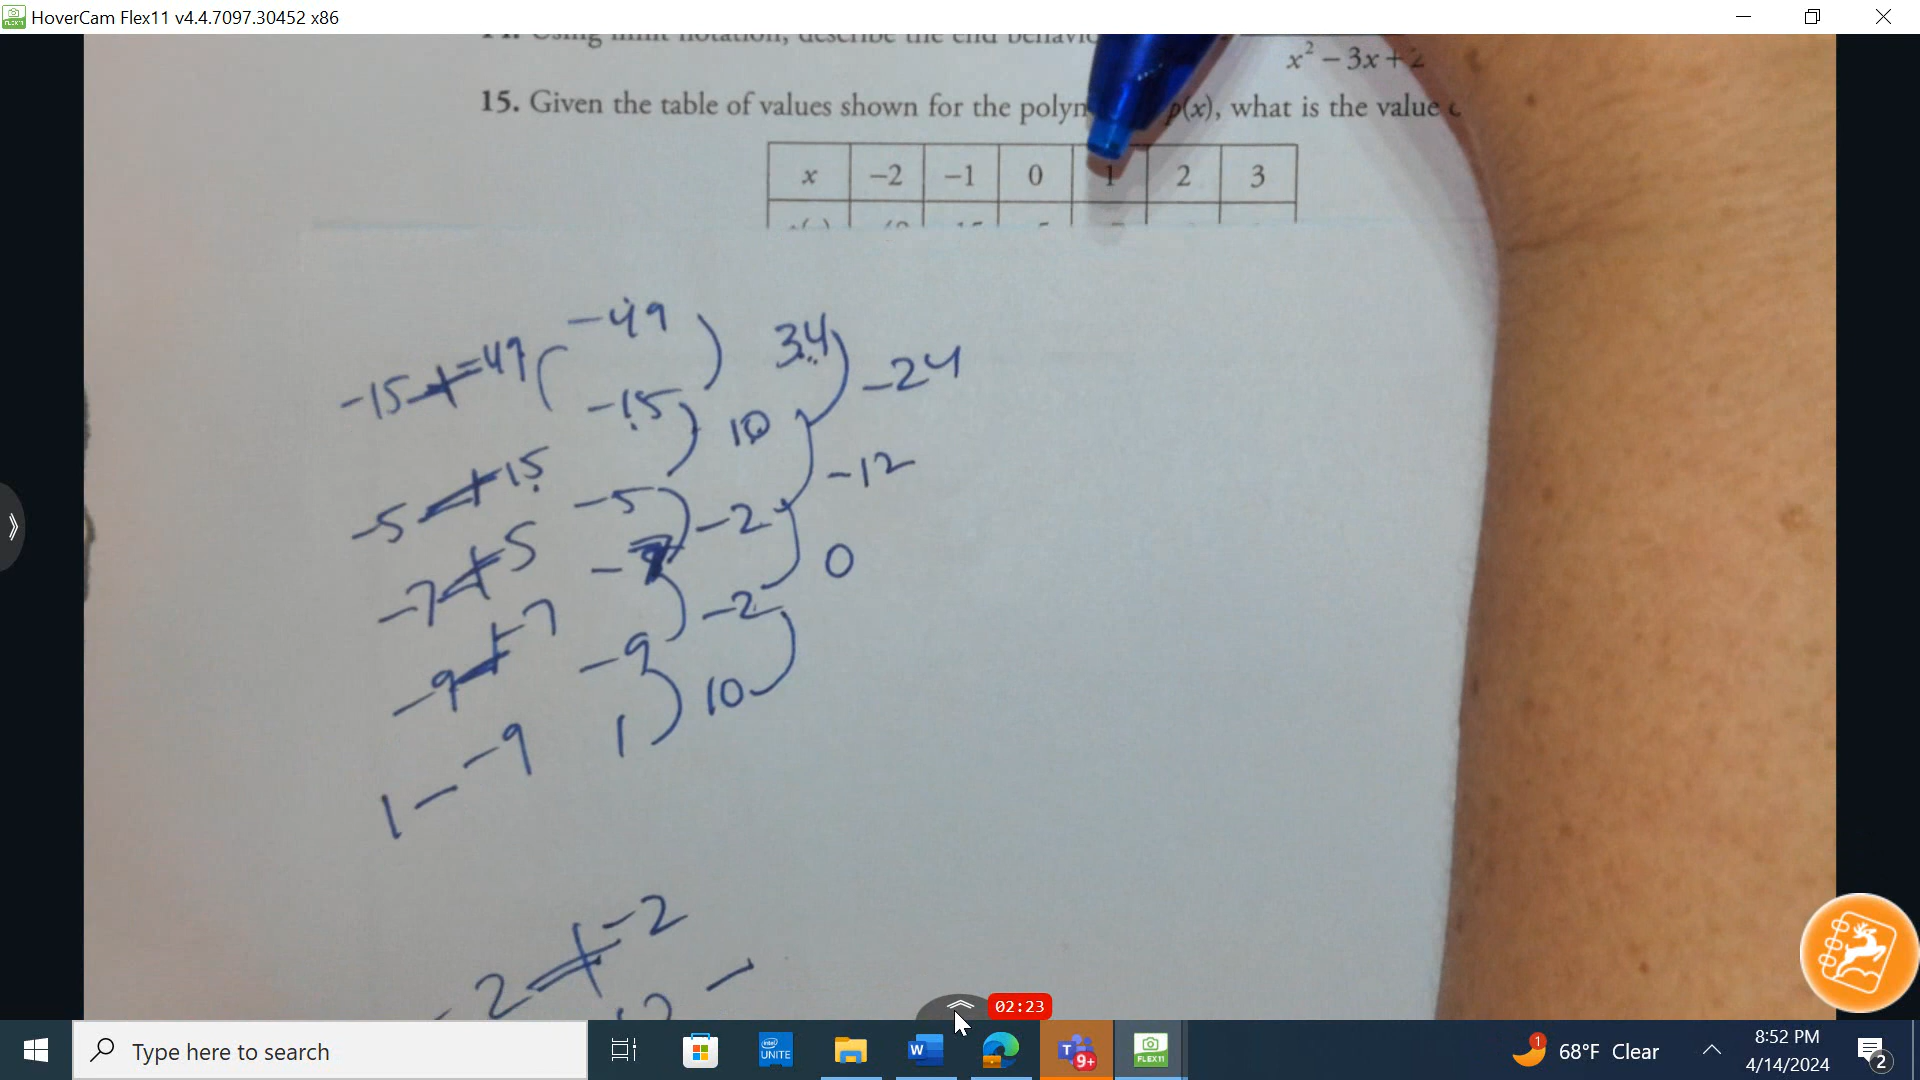 HoverCam Flex11 v4.4.7097.30452 x86
x² − 3x + 2
15. Given the table of values shown for the polyn p(x), what is the value
x −2 −1 0 1 2 3
−49 34
−15 + −49 −24
−15 10
−5 + 15 −12
−5 −2
−7 + 5 −7 0
−2
−9 + 7 −9
10
1 − −9 1
−2 + −2
02:23
Type here to search
68°F Clear
8:52 PM
4/14/2024